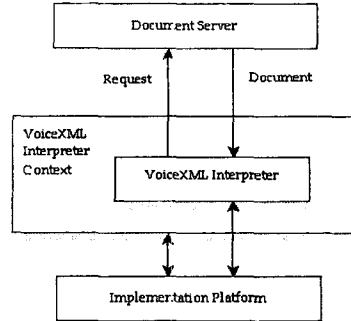 Document Server
Request
Document
VoiceXML
Interpreter
Context
VoiceXML Interpreter
Implementation Platform